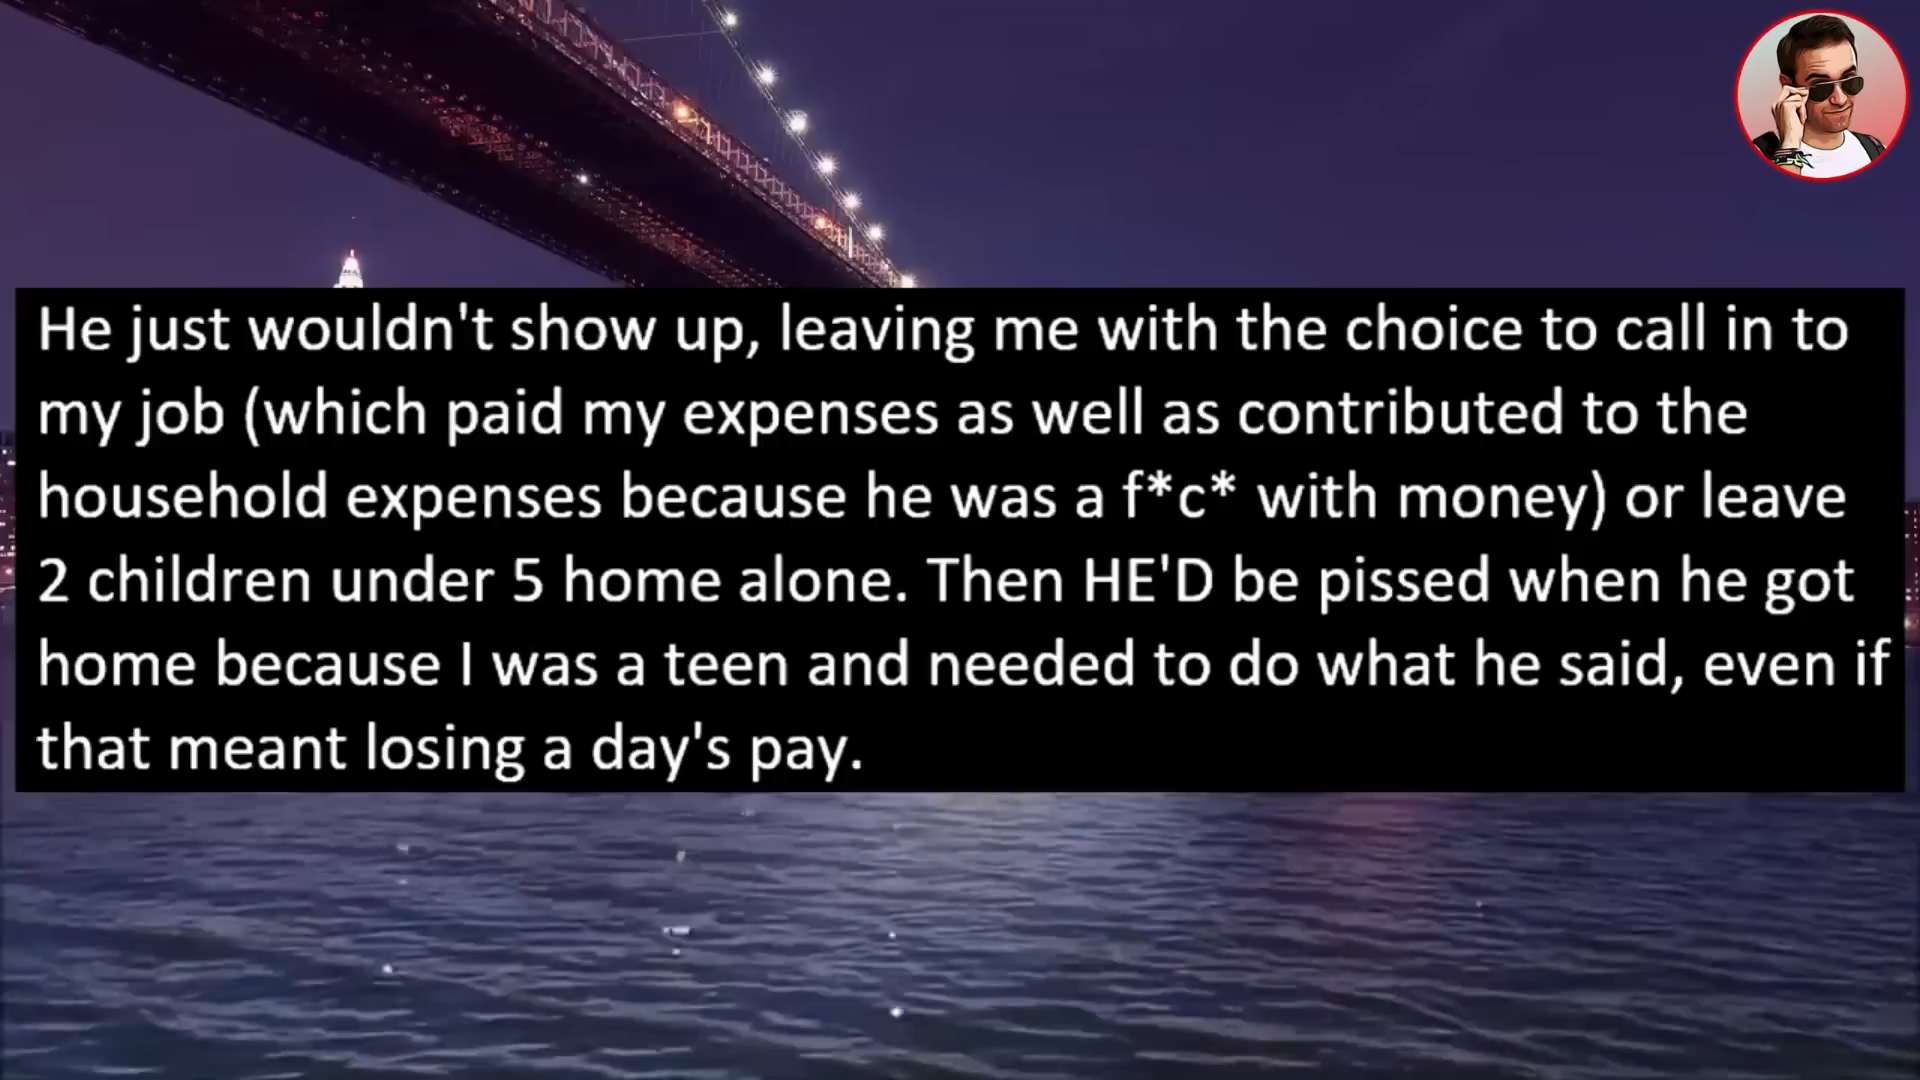 He just wouldn't show up, leaving me with the choice to call in to
my job (which paid my expenses as well as contributed to the
household expenses because he was a f*c* with money) or leave
2 children under 5 home alone. Then HE'D be pissed when he got
home because I was a teen and needed to do what he said, even if
that meant losing a day's pay.